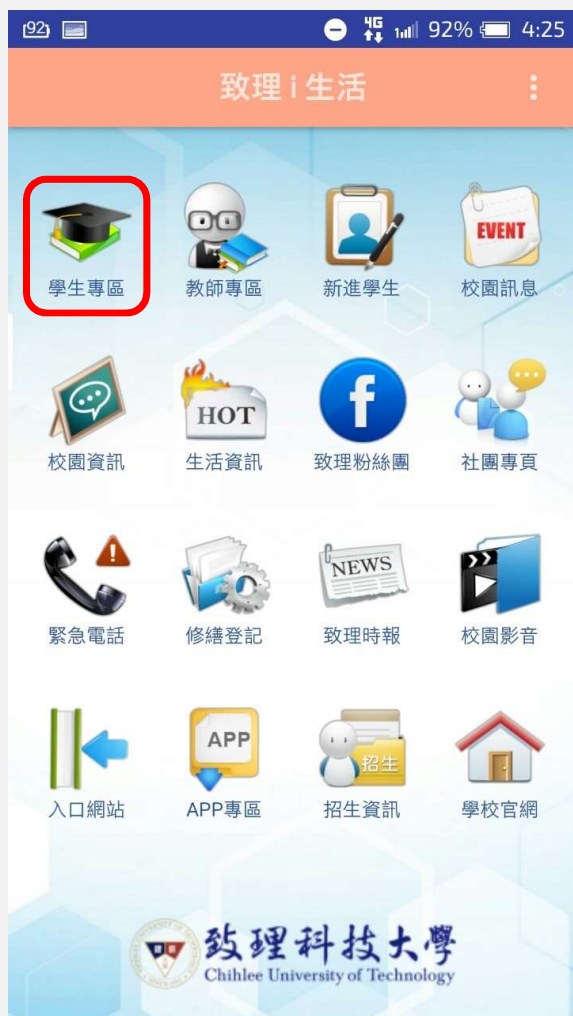 92 4G 92% 4:25
致理 i 生活
EVENT
學生專區 教師專區 新進學生 校園訊息
HOT f
校園資訊 生活資訊 致理粉絲團 社團專頁
NEWS
緊急電話 修繕登記 致理時報 校園影音
APP 招生
入口網站 APP專區 招生資訊 學校官網
致理科技大學
Chihlee University of Technology